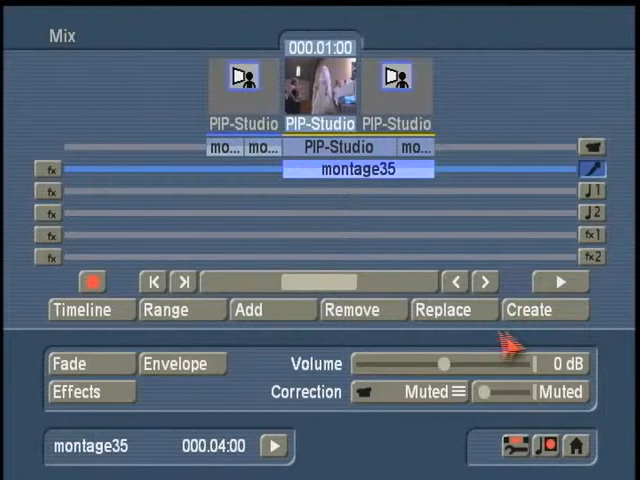 Mix
000.01:00
PIP-Studio PIP-Studio PIP-Studio
mo... mo... PIP-Studio mo...
fx montage35
fx 1
fx 2
fx fx1
fx fx2
Timeline Range Add Remove Replace Create
Fade Envelope Volume 0 dB
Effects Correction Muted Muted
montage35 000.04:00